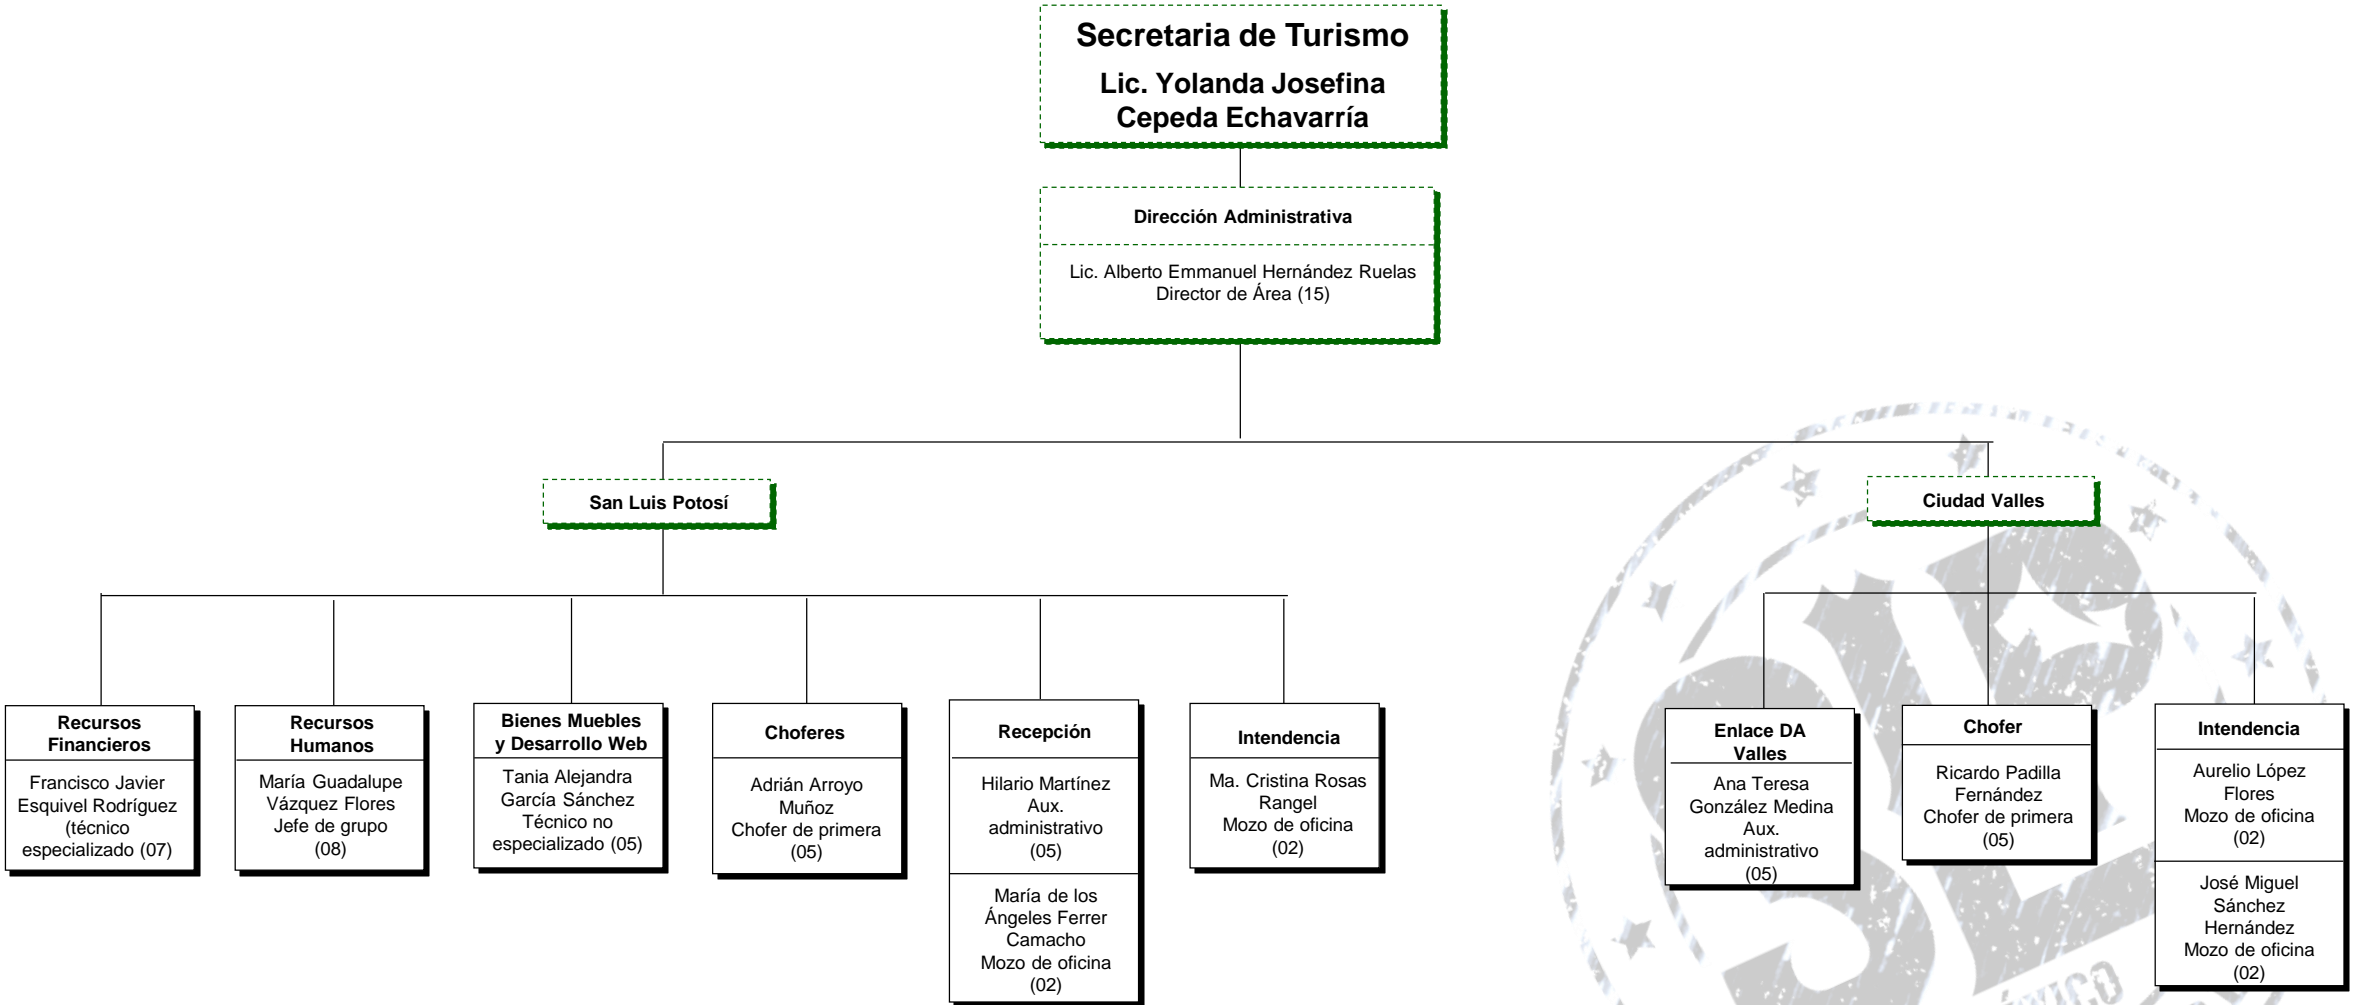 Secretaria de Turismo
Lic. Yolanda Josefina
Cepeda Echavarría
Dirección Administrativa
Lic. Alberto Emmanuel Hernández Ruelas
Director de Área (15)
San Luis Potosí
Ciudad Valles
Recursos
Financieros
Francisco Javier
Esquivel Rodríguez
(técnico
especializado (07)
Recursos
Humanos
María Guadalupe
Vázquez Flores
Jefe de grupo
(08)
Bienes Muebles
y Desarrollo Web
Tania Alejandra
García Sánchez
Técnico no
especializado (05)
Choferes
Adrián Arroyo
Muñoz
Chofer de primera
(05)
Recepción
Hilario Martínez
Aux.
administrativo
(05)
María de los
Ángeles Ferrer
Camacho
Mozo de oficina
(02)
Intendencia
Ma. Cristina Rosas
Rangel
Mozo de oficina
(02)
Enlace DA
Valles
Ana Teresa
González Medina
Aux.
administrativo
(05)
Chofer
Ricardo Padilla
Fernández
Chofer de primera
(05)
Intendencia
Aurelio López
Flores
Mozo de oficina
(02)
José Miguel
Sánchez
Hernández
Mozo de oficina
(02)